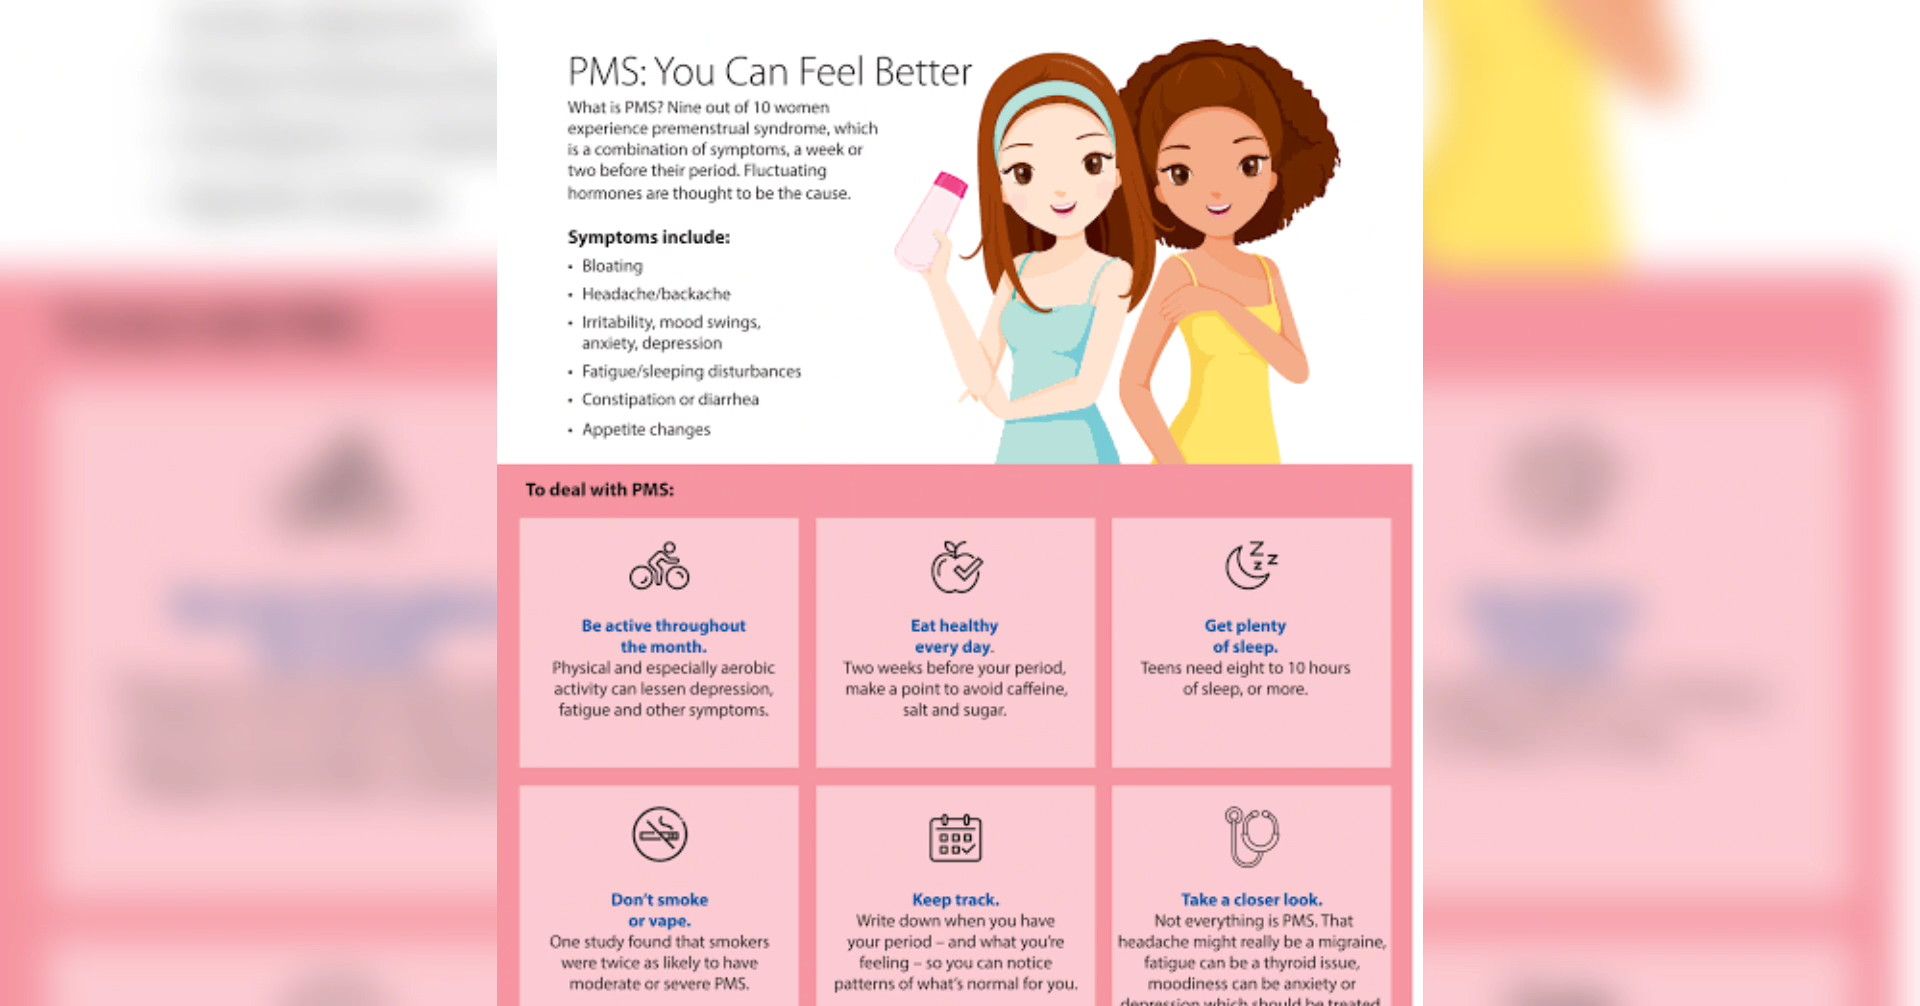 PMS: You Can Feel Better
What is PMS? Nine out of 10 women
experience premenstrual syndrome, which
is a combination of symptoms, a week or
two before their period. Fluctuating
hormones are thought to be the cause.
Symptoms include:
• Bloating
• Headache/backache
• Irritability, mood swings,
anxiety, depression
• Fatigue/sleeping disturbances
• Constipation or diarrhea
• Appetite changes
To deal with PMS:
Be active throughout
the month.
Physical and especially aerobic
activity can lessen depression,
fatigue and other symptoms.
Eat healthy
every day.
Two weeks before your period,
make a point to avoid caffeine,
salt and sugar.
Z
Z
Z
Get plenty
of sleep.
Teens need eight to 10 hours
of sleep, or more.
Don't smoke
or vape.
One study found that smokers
were twice as likely to have
moderate or severe PMS.
Keep track.
Write down when you have
your period – and what you're
feeling – so you can notice
patterns of what's normal for you.
Take a closer look.
Not everything is PMS. That
headache might really be a migraine,
fatigue can be a thyroid issue,
moodiness can be anxiety or
depression which should be treated